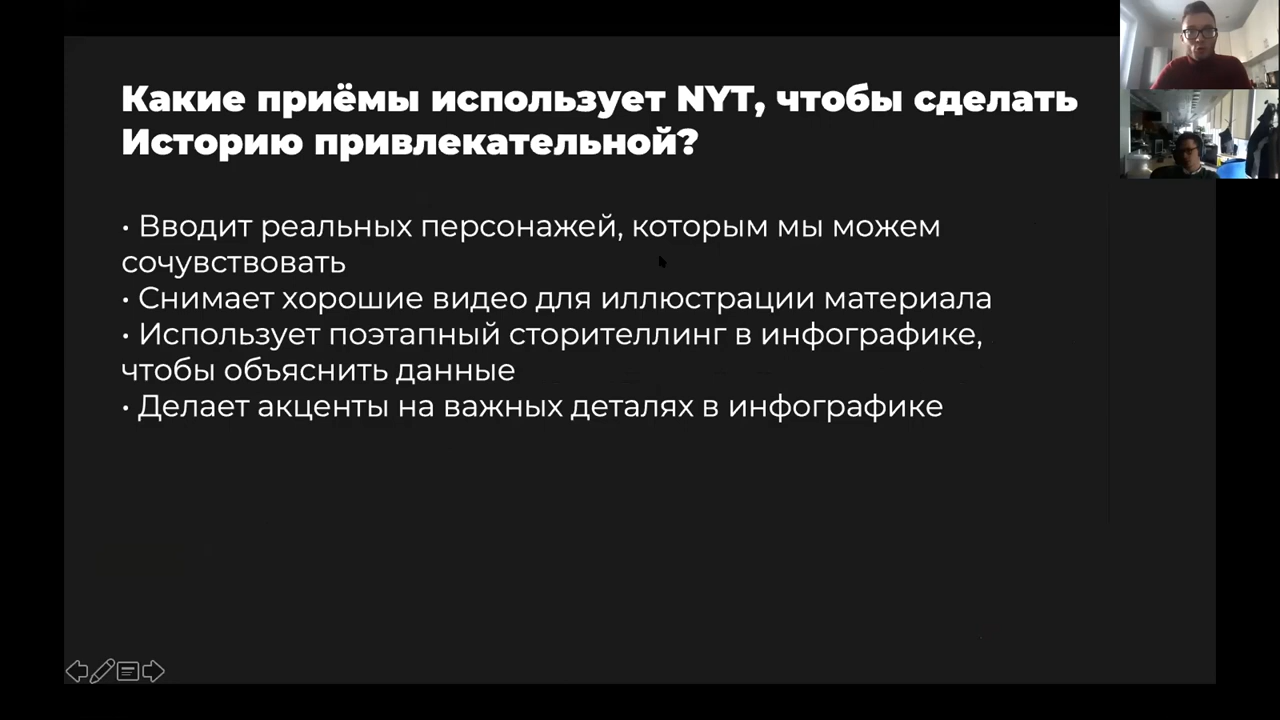 Какие приёмы использует NYT, чтобы сделать
Историю привлекательной?
• Вводит реальных персонажей, которым мы можем
сочувствовать
• Снимает хорошие видео для иллюстрации материала
• Использует поэтапный сторителлинг в инфографике,
чтобы объяснить данные
• Делает акценты на важных деталях в инфографике